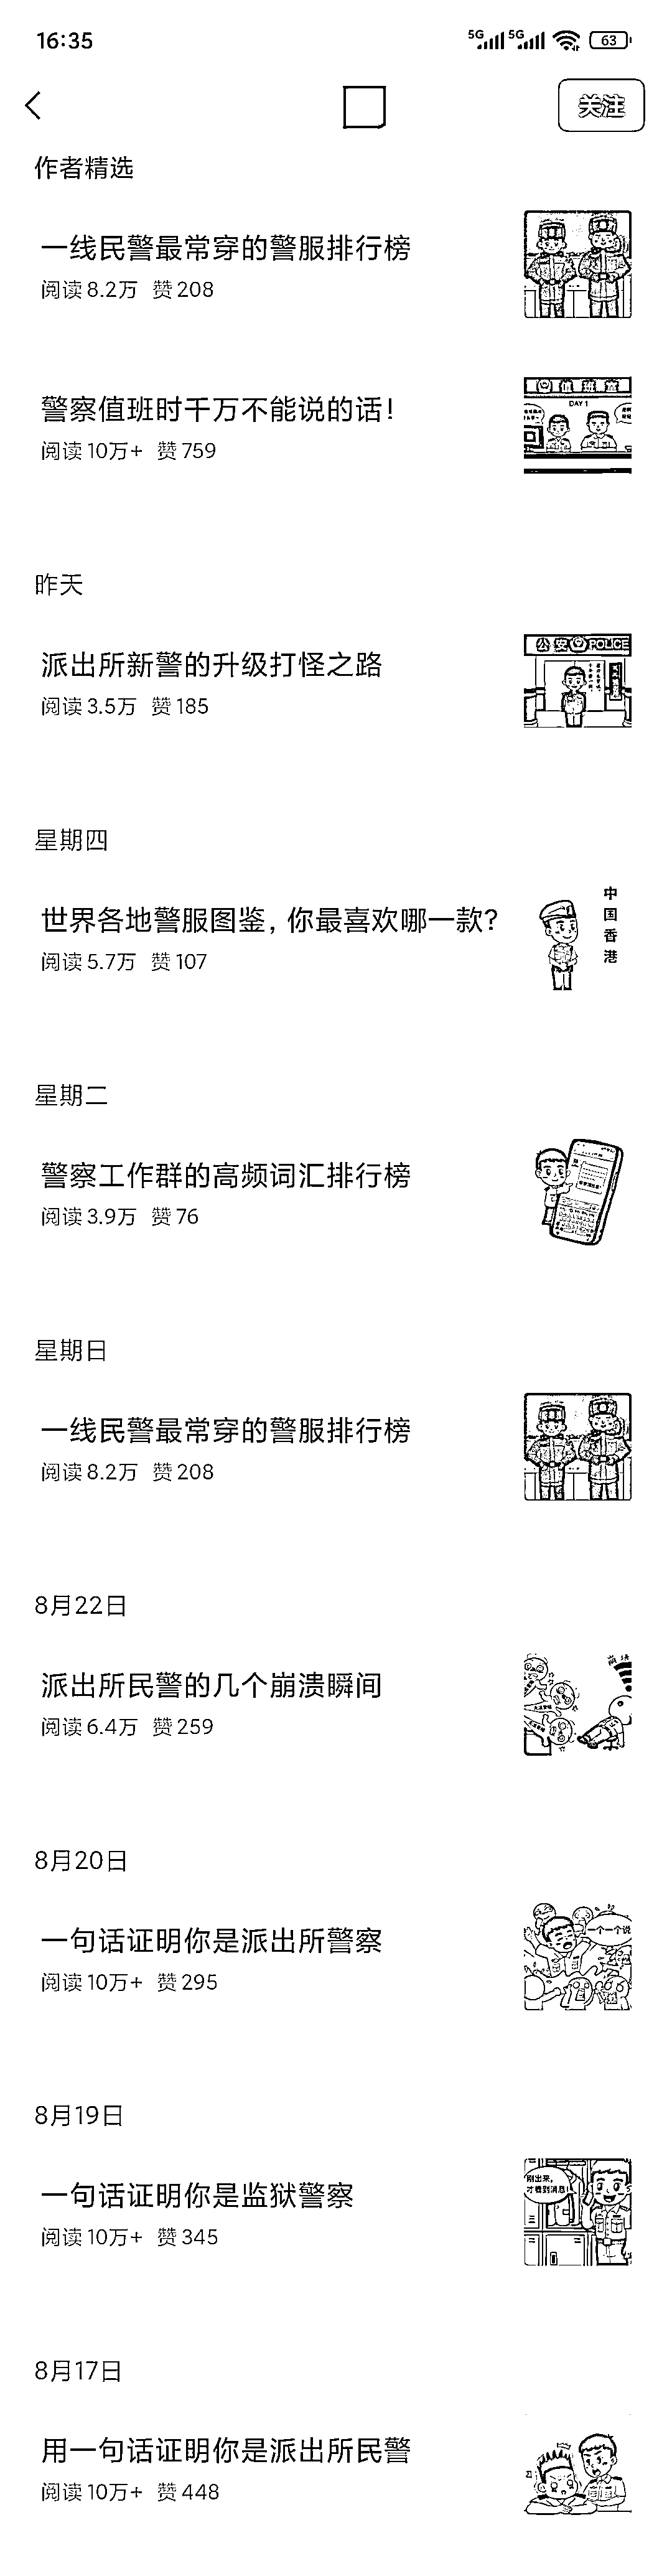 16:35
5G 5G 63
关注
作者精选
一线民警最常穿的警服排行榜
阅读 8.2万 赞 208
警察值班时千万不能说的话！
DAY 1
阅读 10万+ 赞 759
昨天
公安 POLICE
派出所新警的升级打怪之路
阅读 3.5万 赞 185
星期四
世界各地警服图鉴，你最喜欢哪一款？
中国香港
阅读 5.7万 赞 107
星期二
警察工作群的高频词汇排行榜
阅读 3.9万 赞 76
星期日
一线民警最常穿的警服排行榜
阅读 8.2万 赞 208
8月22日
派出所民警的几个崩溃瞬间
阅读 6.4万 赞 259
8月20日
一句话证明你是派出所警察
一个一个说
阅读 10万+ 赞 295
8月19日
刚出来，
才看到消息！
一句话证明你是监狱警察
阅读 10万+ 赞 345
8月17日
用一句话证明你是派出所民警
阅读 10万+ 赞 448